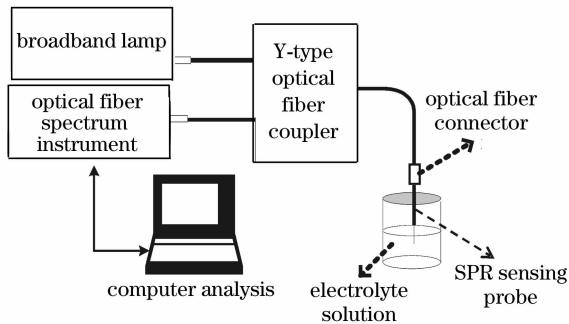 broadband lamp
optical fiber
spectrum
instrument
Y-type
optical
fiber
coupler
optical fiber
connector
computer analysis
electrolyte
solution
SPR sensing
probe